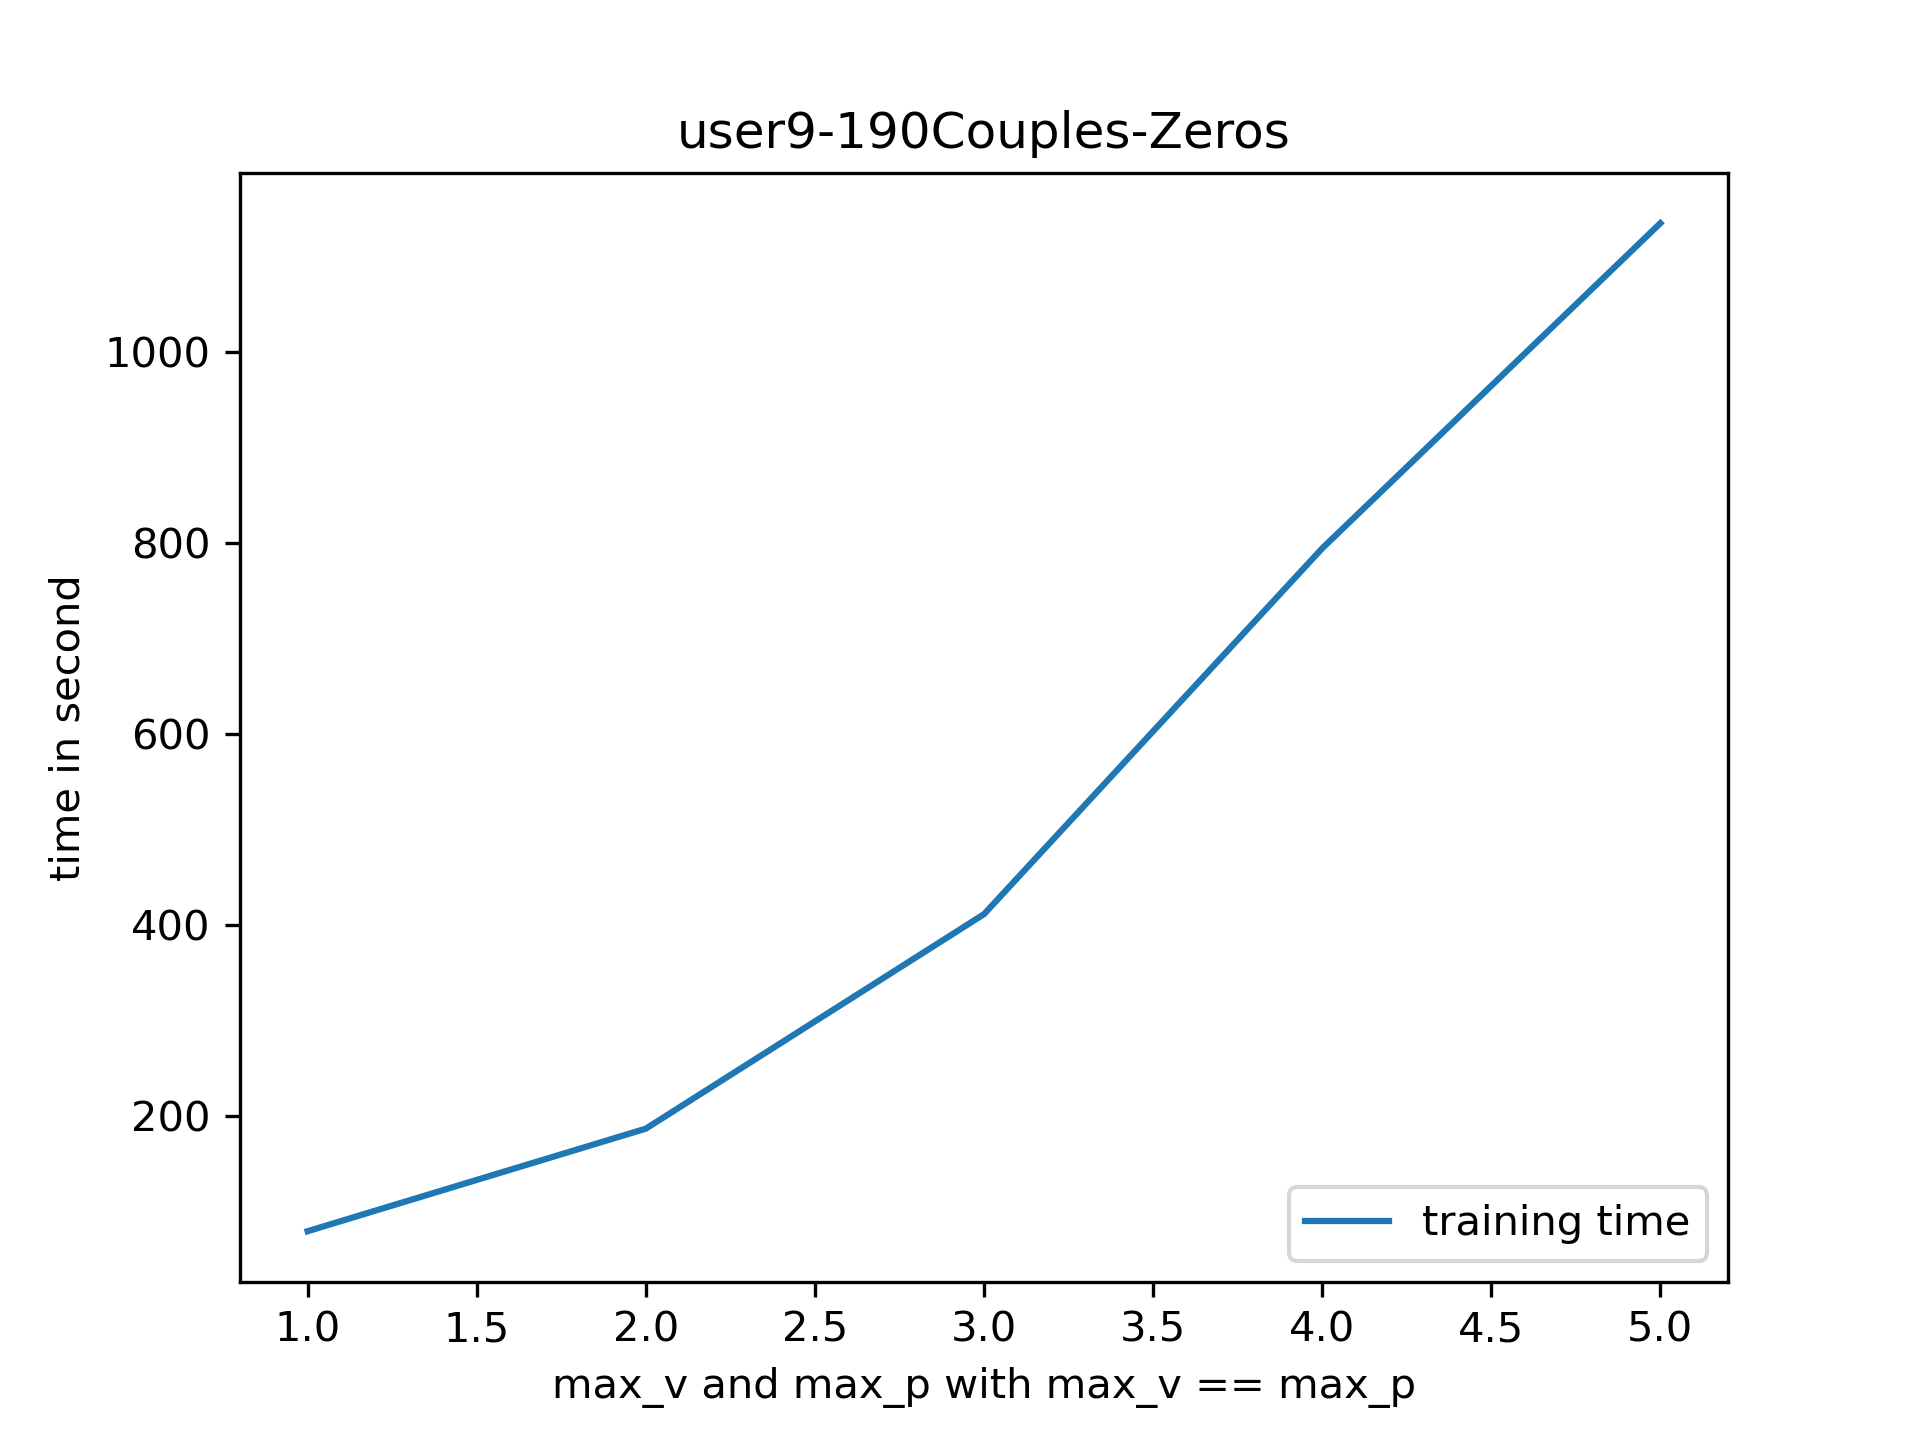 user9-190Couples-Zeros
time in second
1000
800
600
400
200
training time
1.0 1.5 2.0 2.5 3.0 3.5 4.0 4.5 5.0
max_v and max_p with max_v == max_p